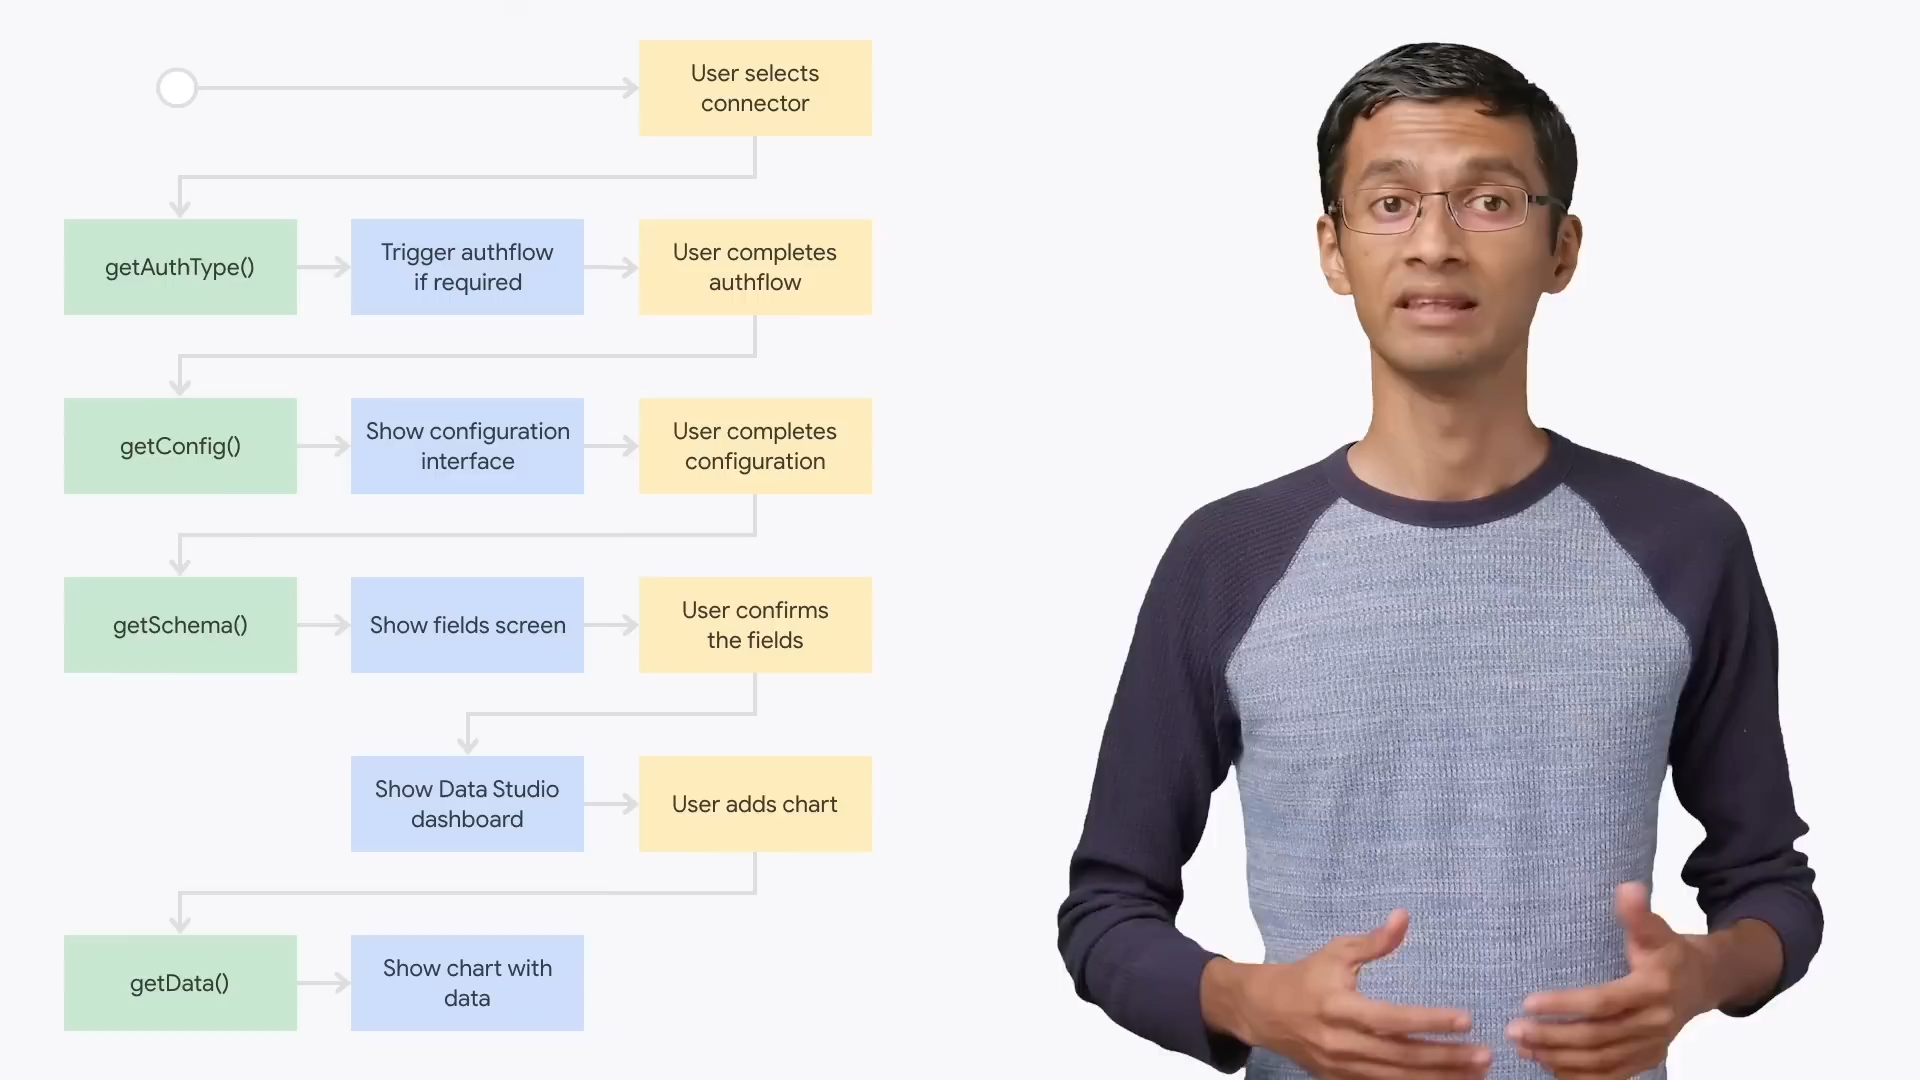 User selects
connector
getAuthType()
Trigger authflow
if required
User completes
authflow
getConfig()
Show configuration
interface
User completes
configuration
getSchema()
Show fields screen
User confirms
the fields
Show Data Studio
dashboard
User adds chart
getData()
Show chart with
data